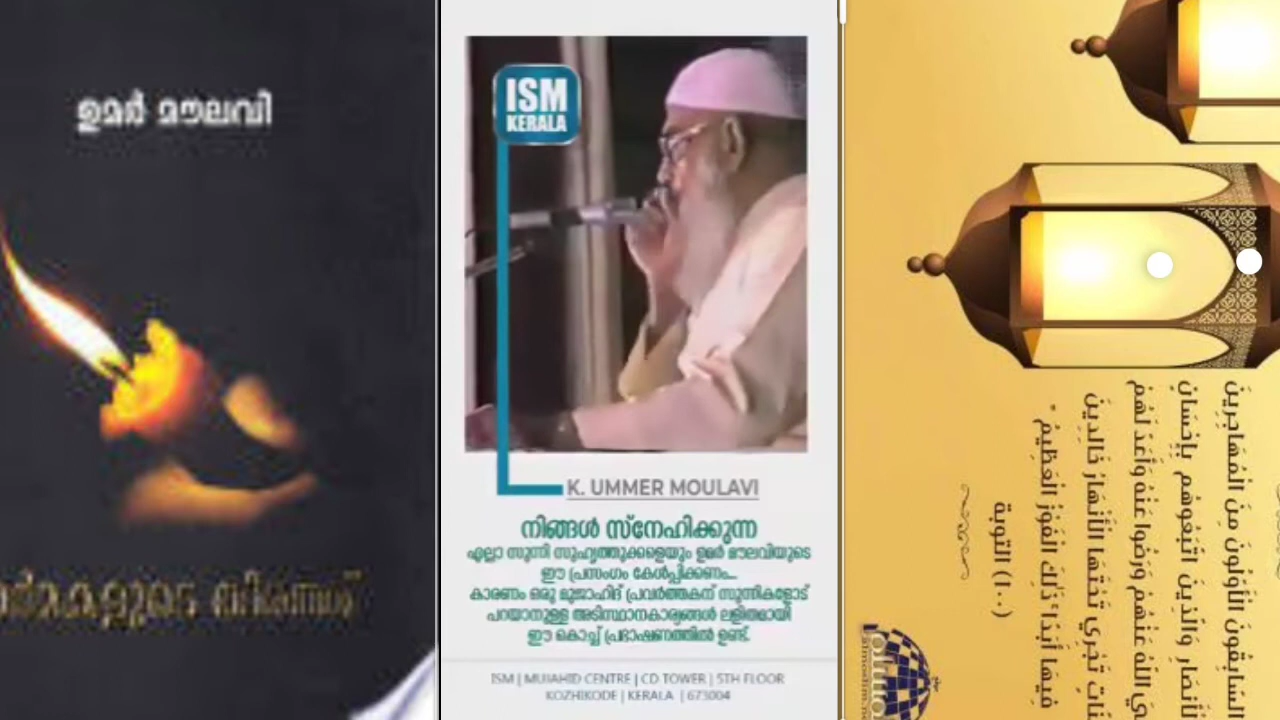 ഉമർ മൗലവി
ഓർമകളുടെ തീരത്ത്
ISM
KERALA
K. UMMER MOULAVI
നിങ്ങൾ സ്നേഹിക്കുന്ന
എല്ലാ സുന്നി സുഹൃത്തുക്കളെയും ഉമർ മൗലവിയുടെ
ഈ പ്രസംഗം കേൾപ്പിക്കണം...
കാരണം ഒരു മുജാഹിദ് പ്രവർത്തകന് സുന്നികളോട്
പറയാനുള്ള അടിസ്ഥാനകാര്യങ്ങൾ ലളിതമായി
ഈ കൊച്ച് പ്രഭാഷണത്തിൽ ഉണ്ട്.
ISM | MUJAHID CENTRE | CD TOWER | 5TH FLOOR
KOZHIKODE | KERALA | 673004
السَّابِقُونَ الْأَوَّلُونَ مِنَ الْمُهَاجِرِينَ
الْأَنْصَارِ وَالَّذِينَ اتَّبَعُوهُم بِإِحْسَانٍ
يَ اللَّهُ عَنْهُمْ وَرَضُوا عَنْهُ وَأَعَدَّ لَهُمْ
نَّاتٍ تَجْرِي تَحْتَهَا الْأَنْهَارُ خَالِدِينَ
فِيهَا أَبَدًا ذَٰلِكَ الْفَوْزُ الْعَظِيمُ
(١٠٠) التوبة